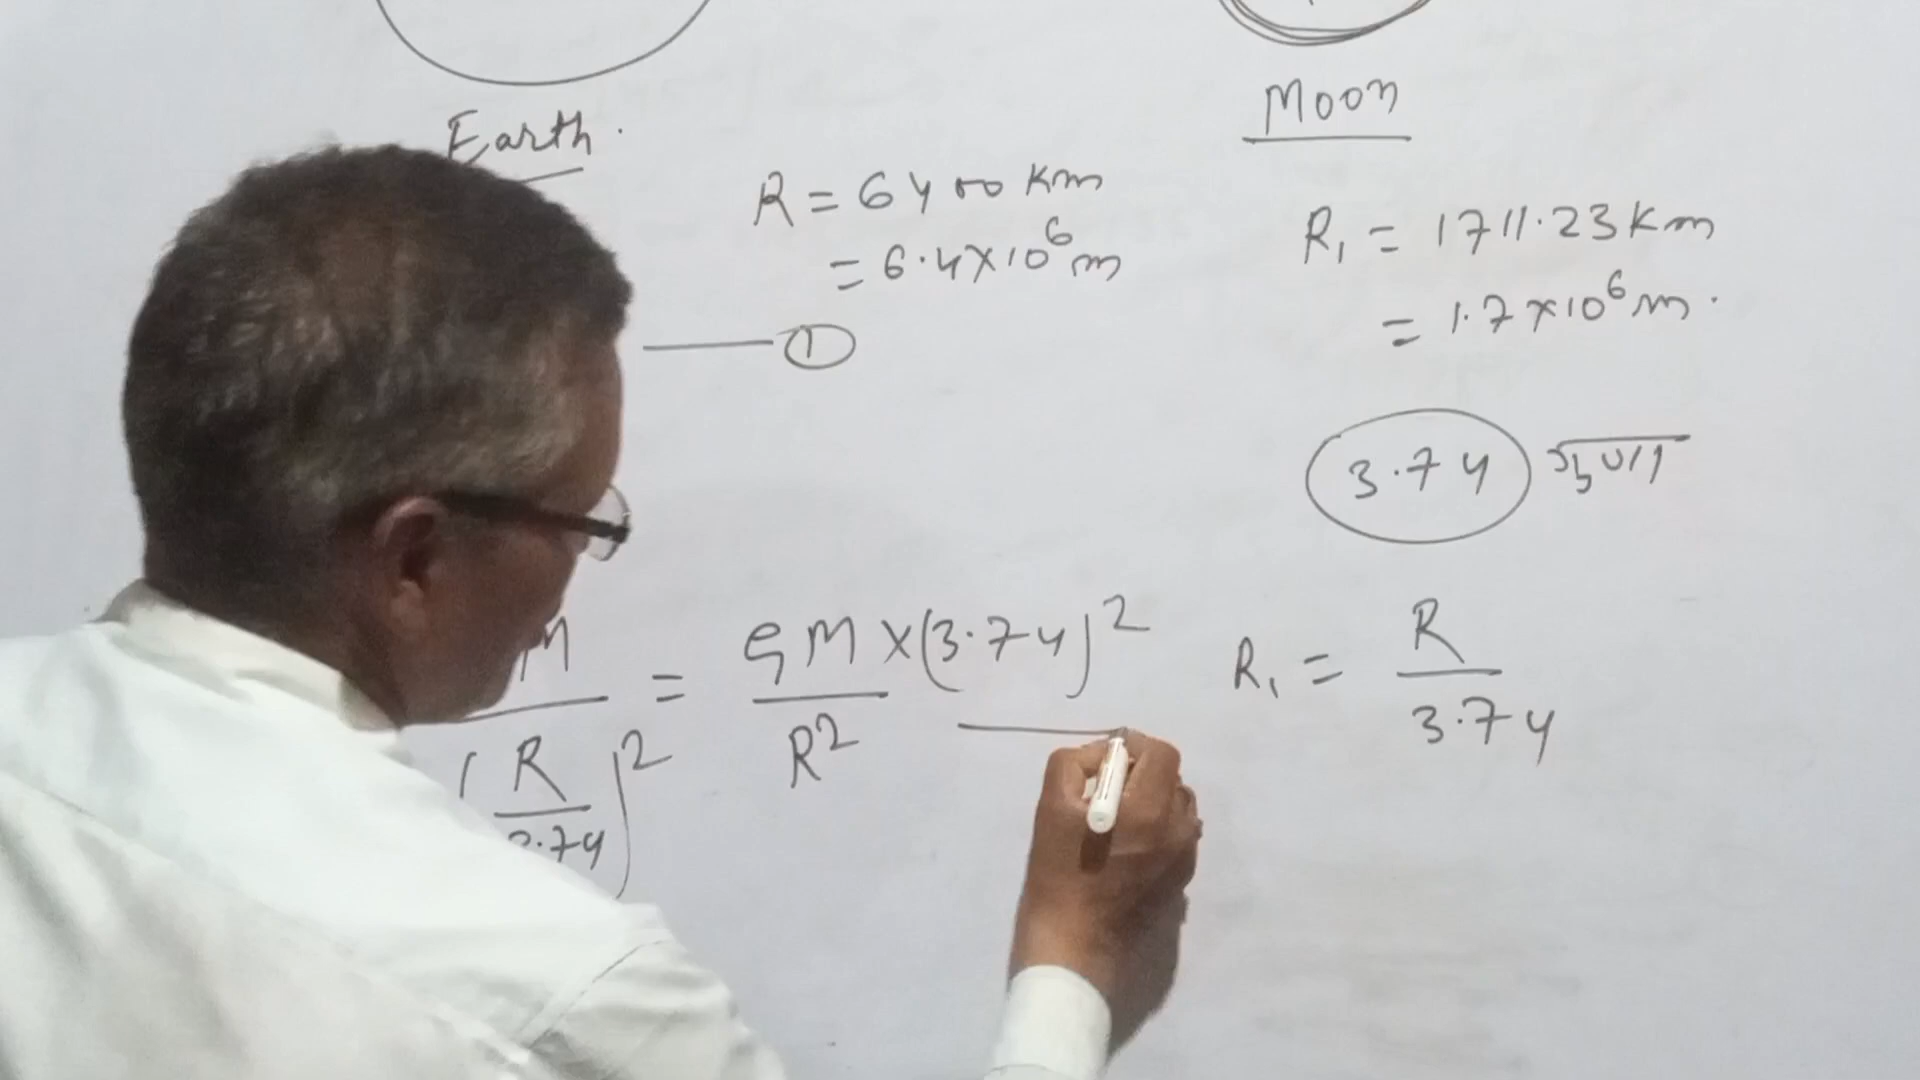 Earth.
Moon
R = 6400 km
= 6.4×10⁶ m
R₁ = 1711.23 km
= 1.7×10⁶ m.
①
3.74
M / (R / 3.74)² = GM × (3.74)² / R²
R₁ = R / 3.74